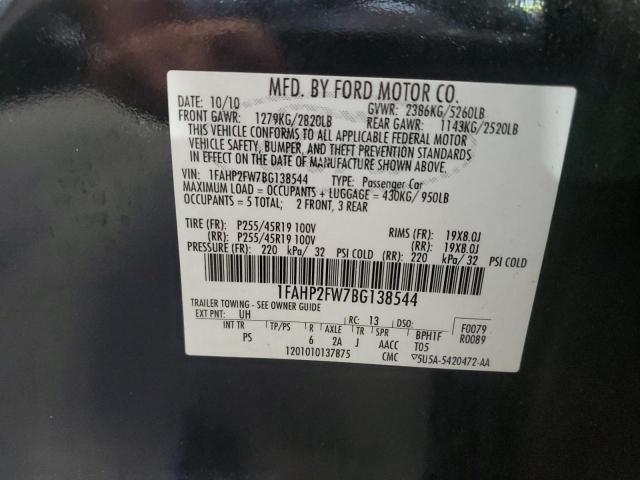 MFD. BY FORD MOTOR CO.
DATE: 10/10 GVWR: 2386KG/5260LB
FRONT GAWR: 1279KG/2820LB REAR GAWR: 1143KG/2520LB
THIS VEHICLE CONFORMS TO ALL APPLICABLE FEDERAL MOTOR
VEHICLE SAFETY, BUMPER, AND THEFT PREVENTION STANDARDS
IN EFFECT ON THE DATE OF MANUFACTURE SHOWN ABOVE.
VIN: 1FAHP2FW7BG138544 TYPE: Passenger Car
MAXIMUM LOAD = OCCUPANTS + LUGGAGE = 430KG/ 950LB
OCCUPANTS = 5 TOTAL; 2 FRONT, 3 REAR
TIRE (FR): P255/45R19 100V RIMS (FR): 19X8.0J
(RR): P255/45R19 100V (RR): 19X8.0J
PRESSURE (FR): 220 kPa/ 32 PSI COLD (RR): 220 kPa/ 32 PSI COLD
1FAHP2FW7BG138544
TRAILER TOWING - SEE OWNER GUIDE
EXT PNT: UH RC: 13 DSO: F0079
INT TR TP/PS R AXLE TR SPR BPHTF R0089
PS 6 2A J AACC T05
1201010137875 CMC ▽5U5A-5420472-AA